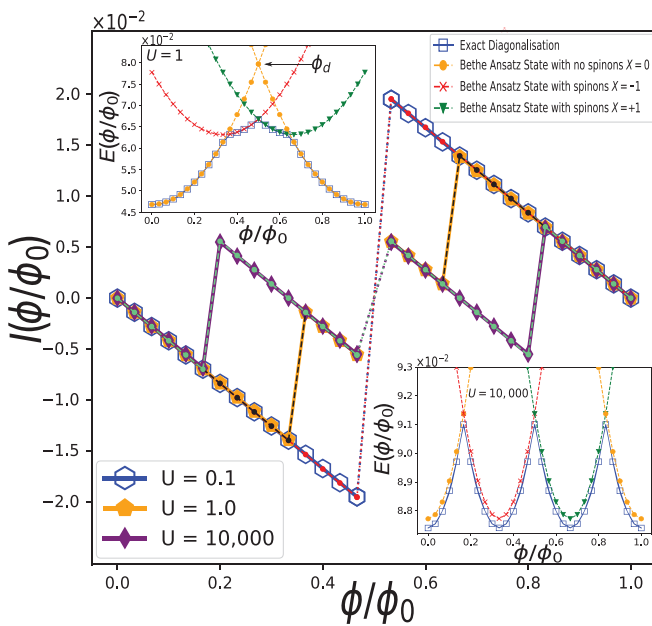 ×10⁻²
Exact Diagonalisation
Bethe Ansatz State with no spinons X = 0
Bethe Ansatz State with spinons X = −1
Bethe Ansatz State with spinons X = +1
×10⁻²
U = 1
ϕ_d
8.0
7.5
7.0
6.5
6.0
5.5
5.0
4.5
E(ϕ/ϕ₀)
0.0 0.2 0.4 0.6 0.8 1.0
ϕ/ϕ₀
2.0
1.5
1.0
0.5
0.0
−0.5
−1.0
−1.5
−2.0
I(ϕ/ϕ₀)
×10⁻²
U = 10,000
9.3
9.2
9.1
9.0
8.9
8.8
E(ϕ/ϕ₀)
0.0 0.2 0.4 0.6 0.8 1.0
ϕ/ϕ₀
U = 0.1
U = 1.0
U = 10,000
0.0 0.2 0.4 0.6 0.8 1.0
ϕ/ϕ₀